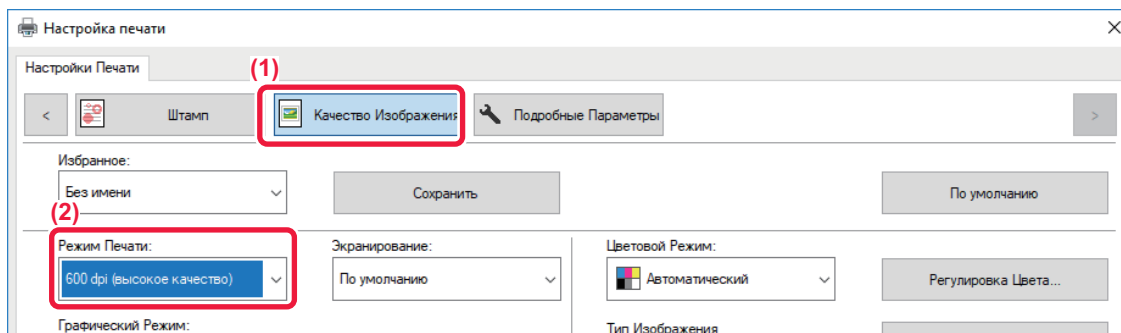 Настройка печати
Настройки Печати
(1)
<
Штамп
Качество Изображения
Подробные Параметры
>
Избранное:
Без имени
Сохранить
По умолчанию
(2)
Режим Печати:
Экранирование:
Цветовой Режим:
600 dpi (высокое качество)
По умолчанию
Автоматический
Регулировка Цвета...
Графический Режим:
Тип Изображения